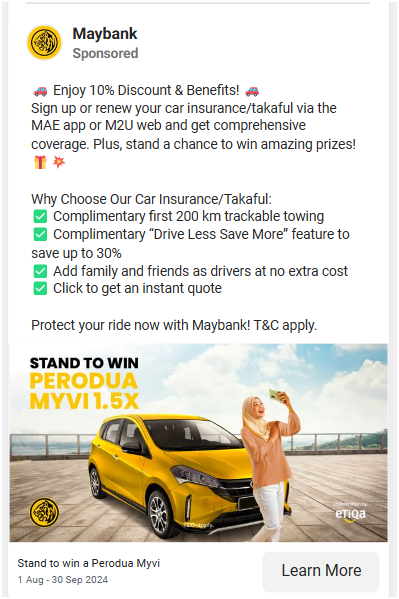 Maybank
Sponsored
🚗 Enjoy 10% Discount & Benefits! 🚗
Sign up or renew your car insurance/takaful via the
MAE app or M2U web and get comprehensive
coverage. Plus, stand a chance to win amazing prizes!
🎁 💥
Why Choose Our Car Insurance/Takaful:
✅ Complimentary first 200 km trackable towing
✅ Complimentary “Drive Less Save More” feature to
save up to 30%
✅ Add family and friends as drivers at no extra cost
✅ Click to get an instant quote
Protect your ride now with Maybank! T&C apply.
STAND TO WIN
PERODUA
MYVI 1.5X
T&C apply.
etiqa
Stand to win a Perodua Myvi
1 Aug - 30 Sep 2024
Learn More